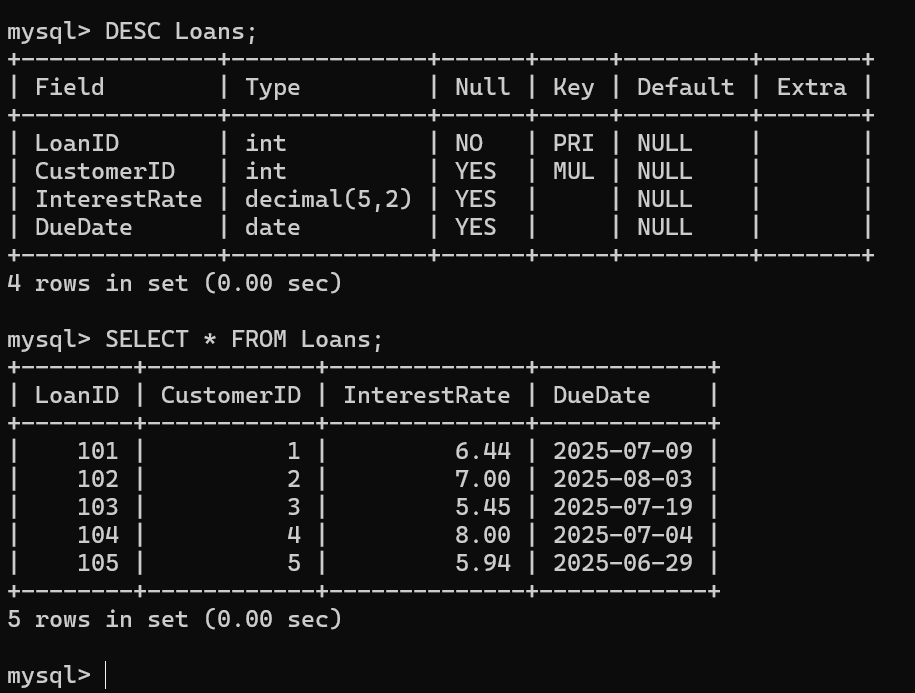 mysql> DESC Loans;
+--------------+--------------+------+-----+---------+-------+
| Field        | Type         | Null | Key | Default | Extra |
+--------------+--------------+------+-----+---------+-------+
| LoanID       | int          | NO   | PRI | NULL    |       |
| CustomerID   | int          | YES  | MUL | NULL    |       |
| InterestRate | decimal(5,2) | YES  |     | NULL    |       |
| DueDate      | date         | YES  |     | NULL    |       |
+--------------+--------------+------+-----+---------+-------+
4 rows in set (0.00 sec)

mysql> SELECT * FROM Loans;
+--------+------------+--------------+------------+
| LoanID | CustomerID | InterestRate | DueDate    |
+--------+------------+--------------+------------+
|    101 |          1 |         6.44 | 2025-07-09 |
|    102 |          2 |         7.00 | 2025-08-03 |
|    103 |          3 |         5.45 | 2025-07-19 |
|    104 |          4 |         8.00 | 2025-07-04 |
|    105 |          5 |         5.94 | 2025-06-29 |
+--------+------------+--------------+------------+
5 rows in set (0.00 sec)

mysql>